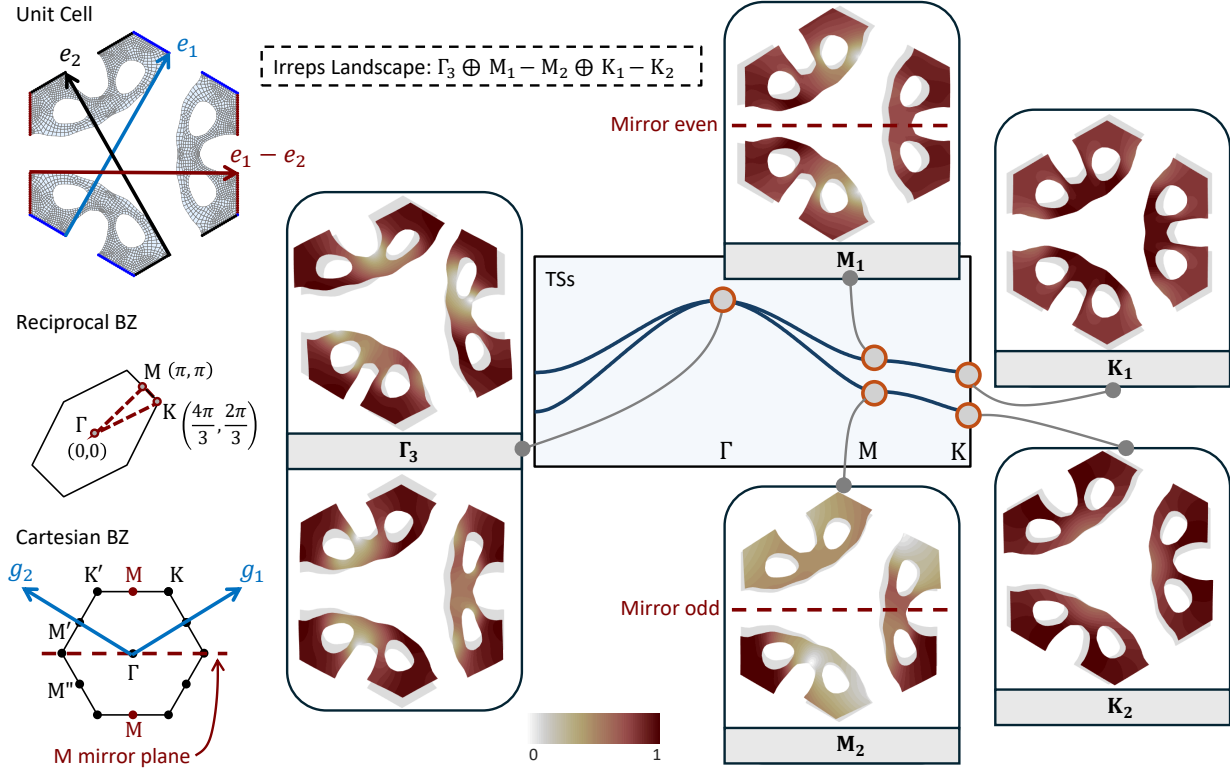 Unit Cell
e₂
e₁
e₁ − e₂
Irreps Landscape: Γ₃ ⊕ M₁ − M₂ ⊕ K₁ − K₂
Mirror even
M₁
K₁
TSs
Γ
M
K
Γ₃
Reciprocal BZ
M (π, π)
Γ
K (4π/3, 2π/3)
(0,0)
Cartesian BZ
g₂
K′
M
K
g₁
M′
Γ
M″
M
M mirror plane
Mirror odd
M₂
K₂
0
1